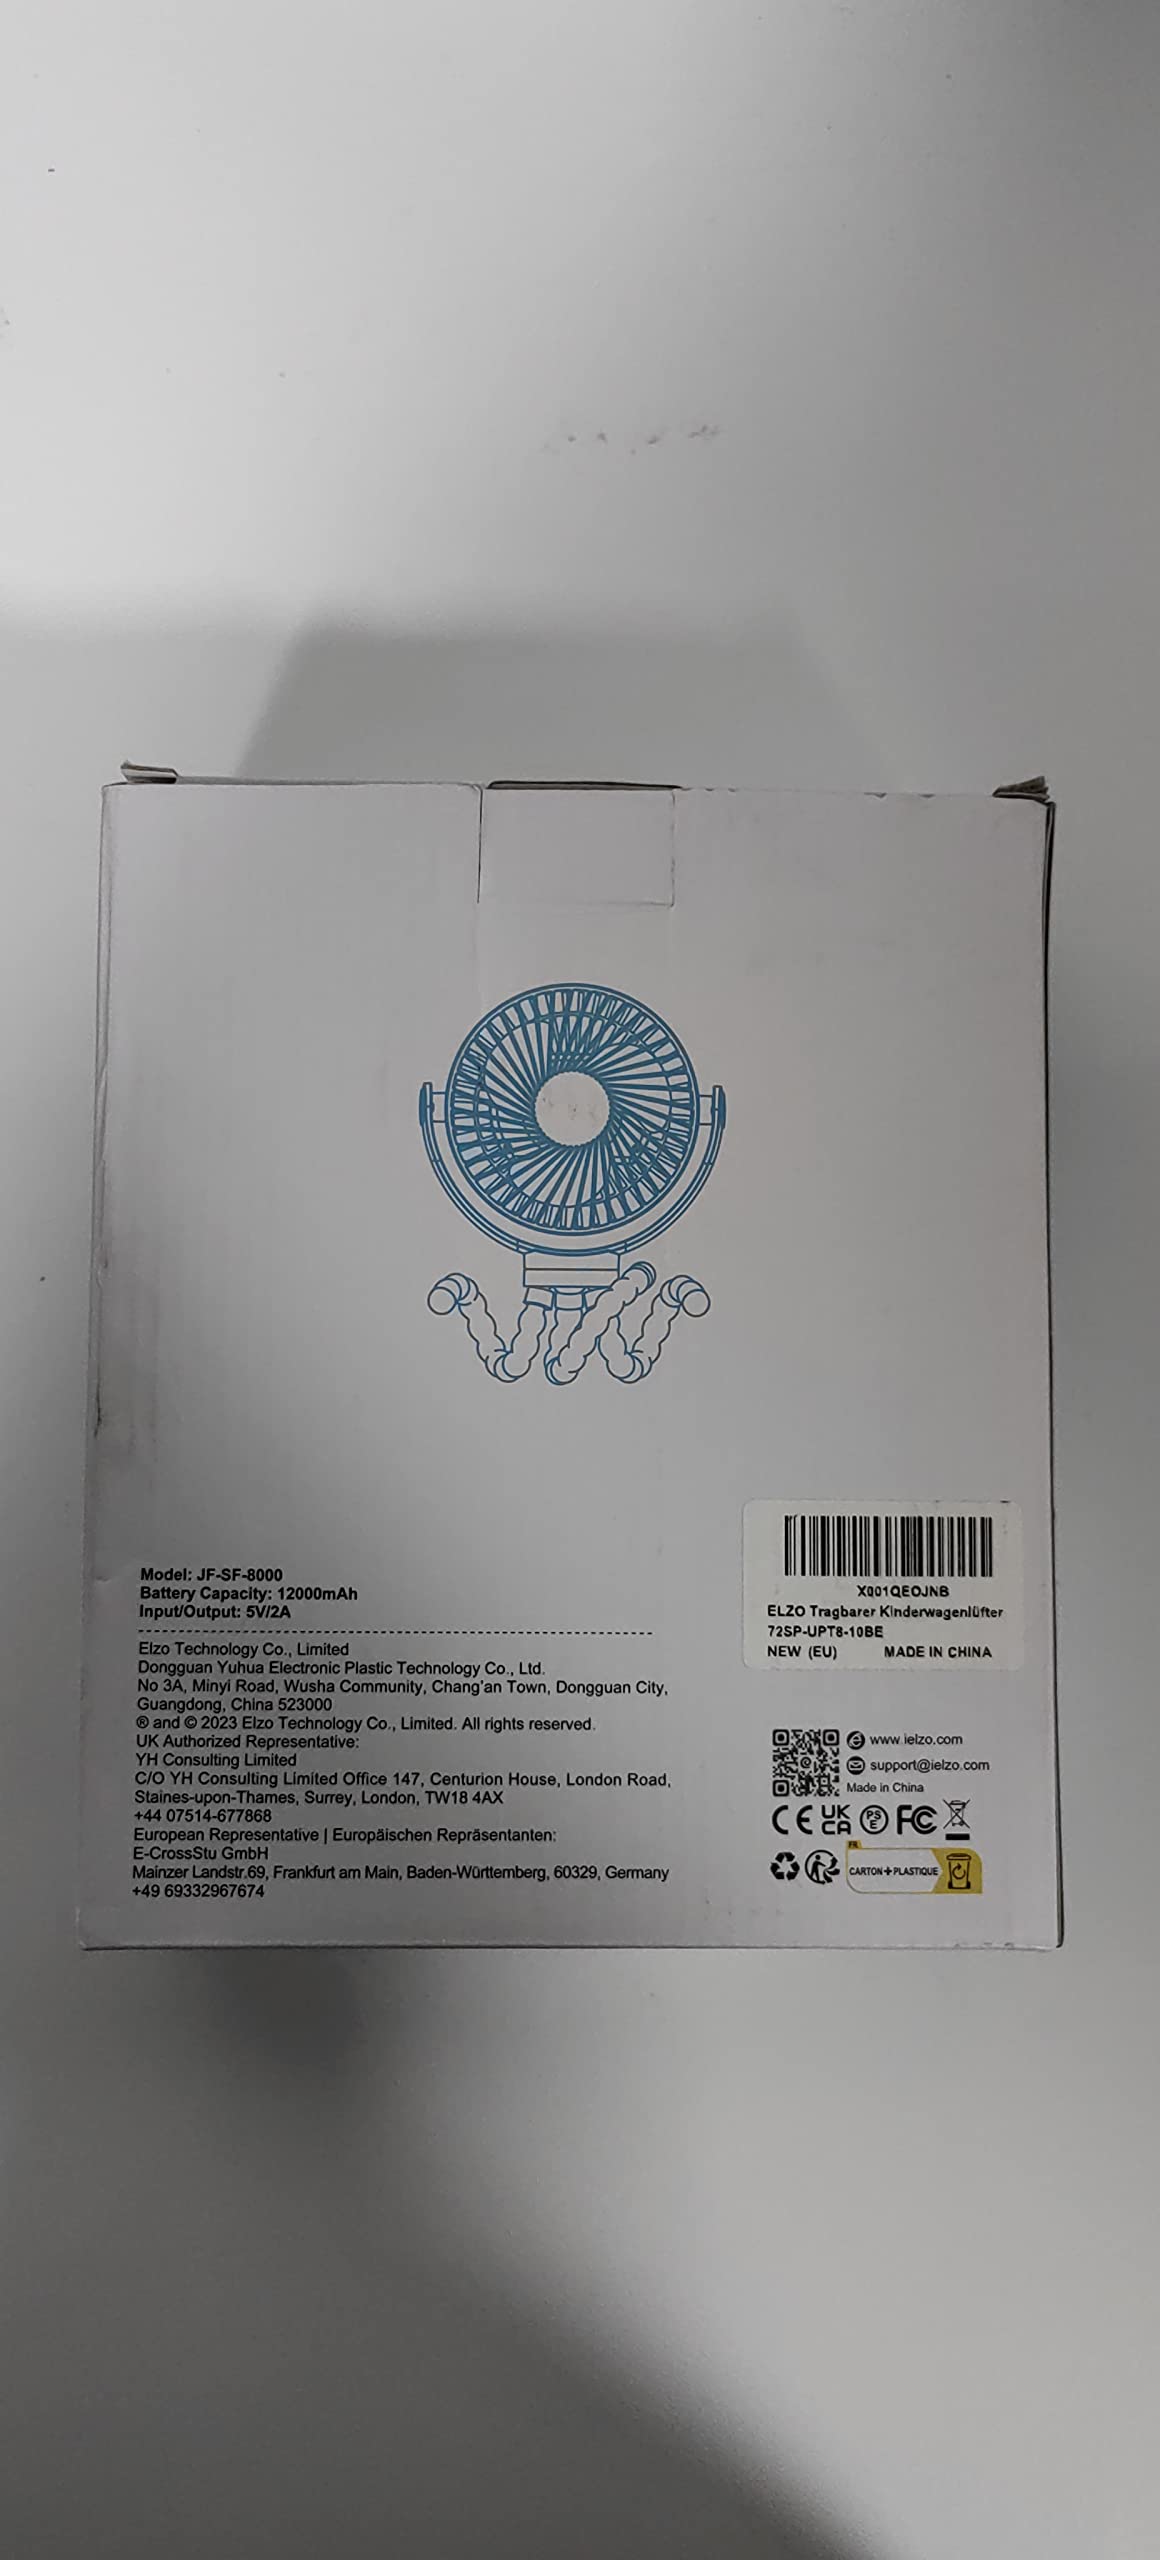 Model: JF-SF-8000
Battery Capacity: 12000mAh
Input/Output: 5V/2A
Elzo Technology Co., Limited
Dongguan Yuhua Electronic Plastic Technology Co., Ltd.
No 3A, Minyi Road, Wusha Community, Chang'an Town, Dongguan City,
Guangdong, China 523000
® and © 2023 Elzo Technology Co., Limited. All rights reserved.
UK Authorized Representative:
YH Consulting Limited
C/O YH Consulting Limited Office 147, Centurion House, London Road,
Staines-upon-Thames, Surrey, London, TW18 4AX
+44 07514-677868
European Representative | Europäischen Repräsentanten:
E-CrossStu GmbH
Mainzer Landstr.69, Frankfurt am Main, Baden-Württemberg, 60329, Germany
+49 69332967674
X001QEOJNB
ELZO Tragbarer Kinderwagenlüfter
72SP-UPT8-10BE
NEW (EU) MADE IN CHINA
www.ielzo.com
support@ielzo.com
Made in China
CE UK CA PS E FC
FR
CARTON + PLASTIQUE